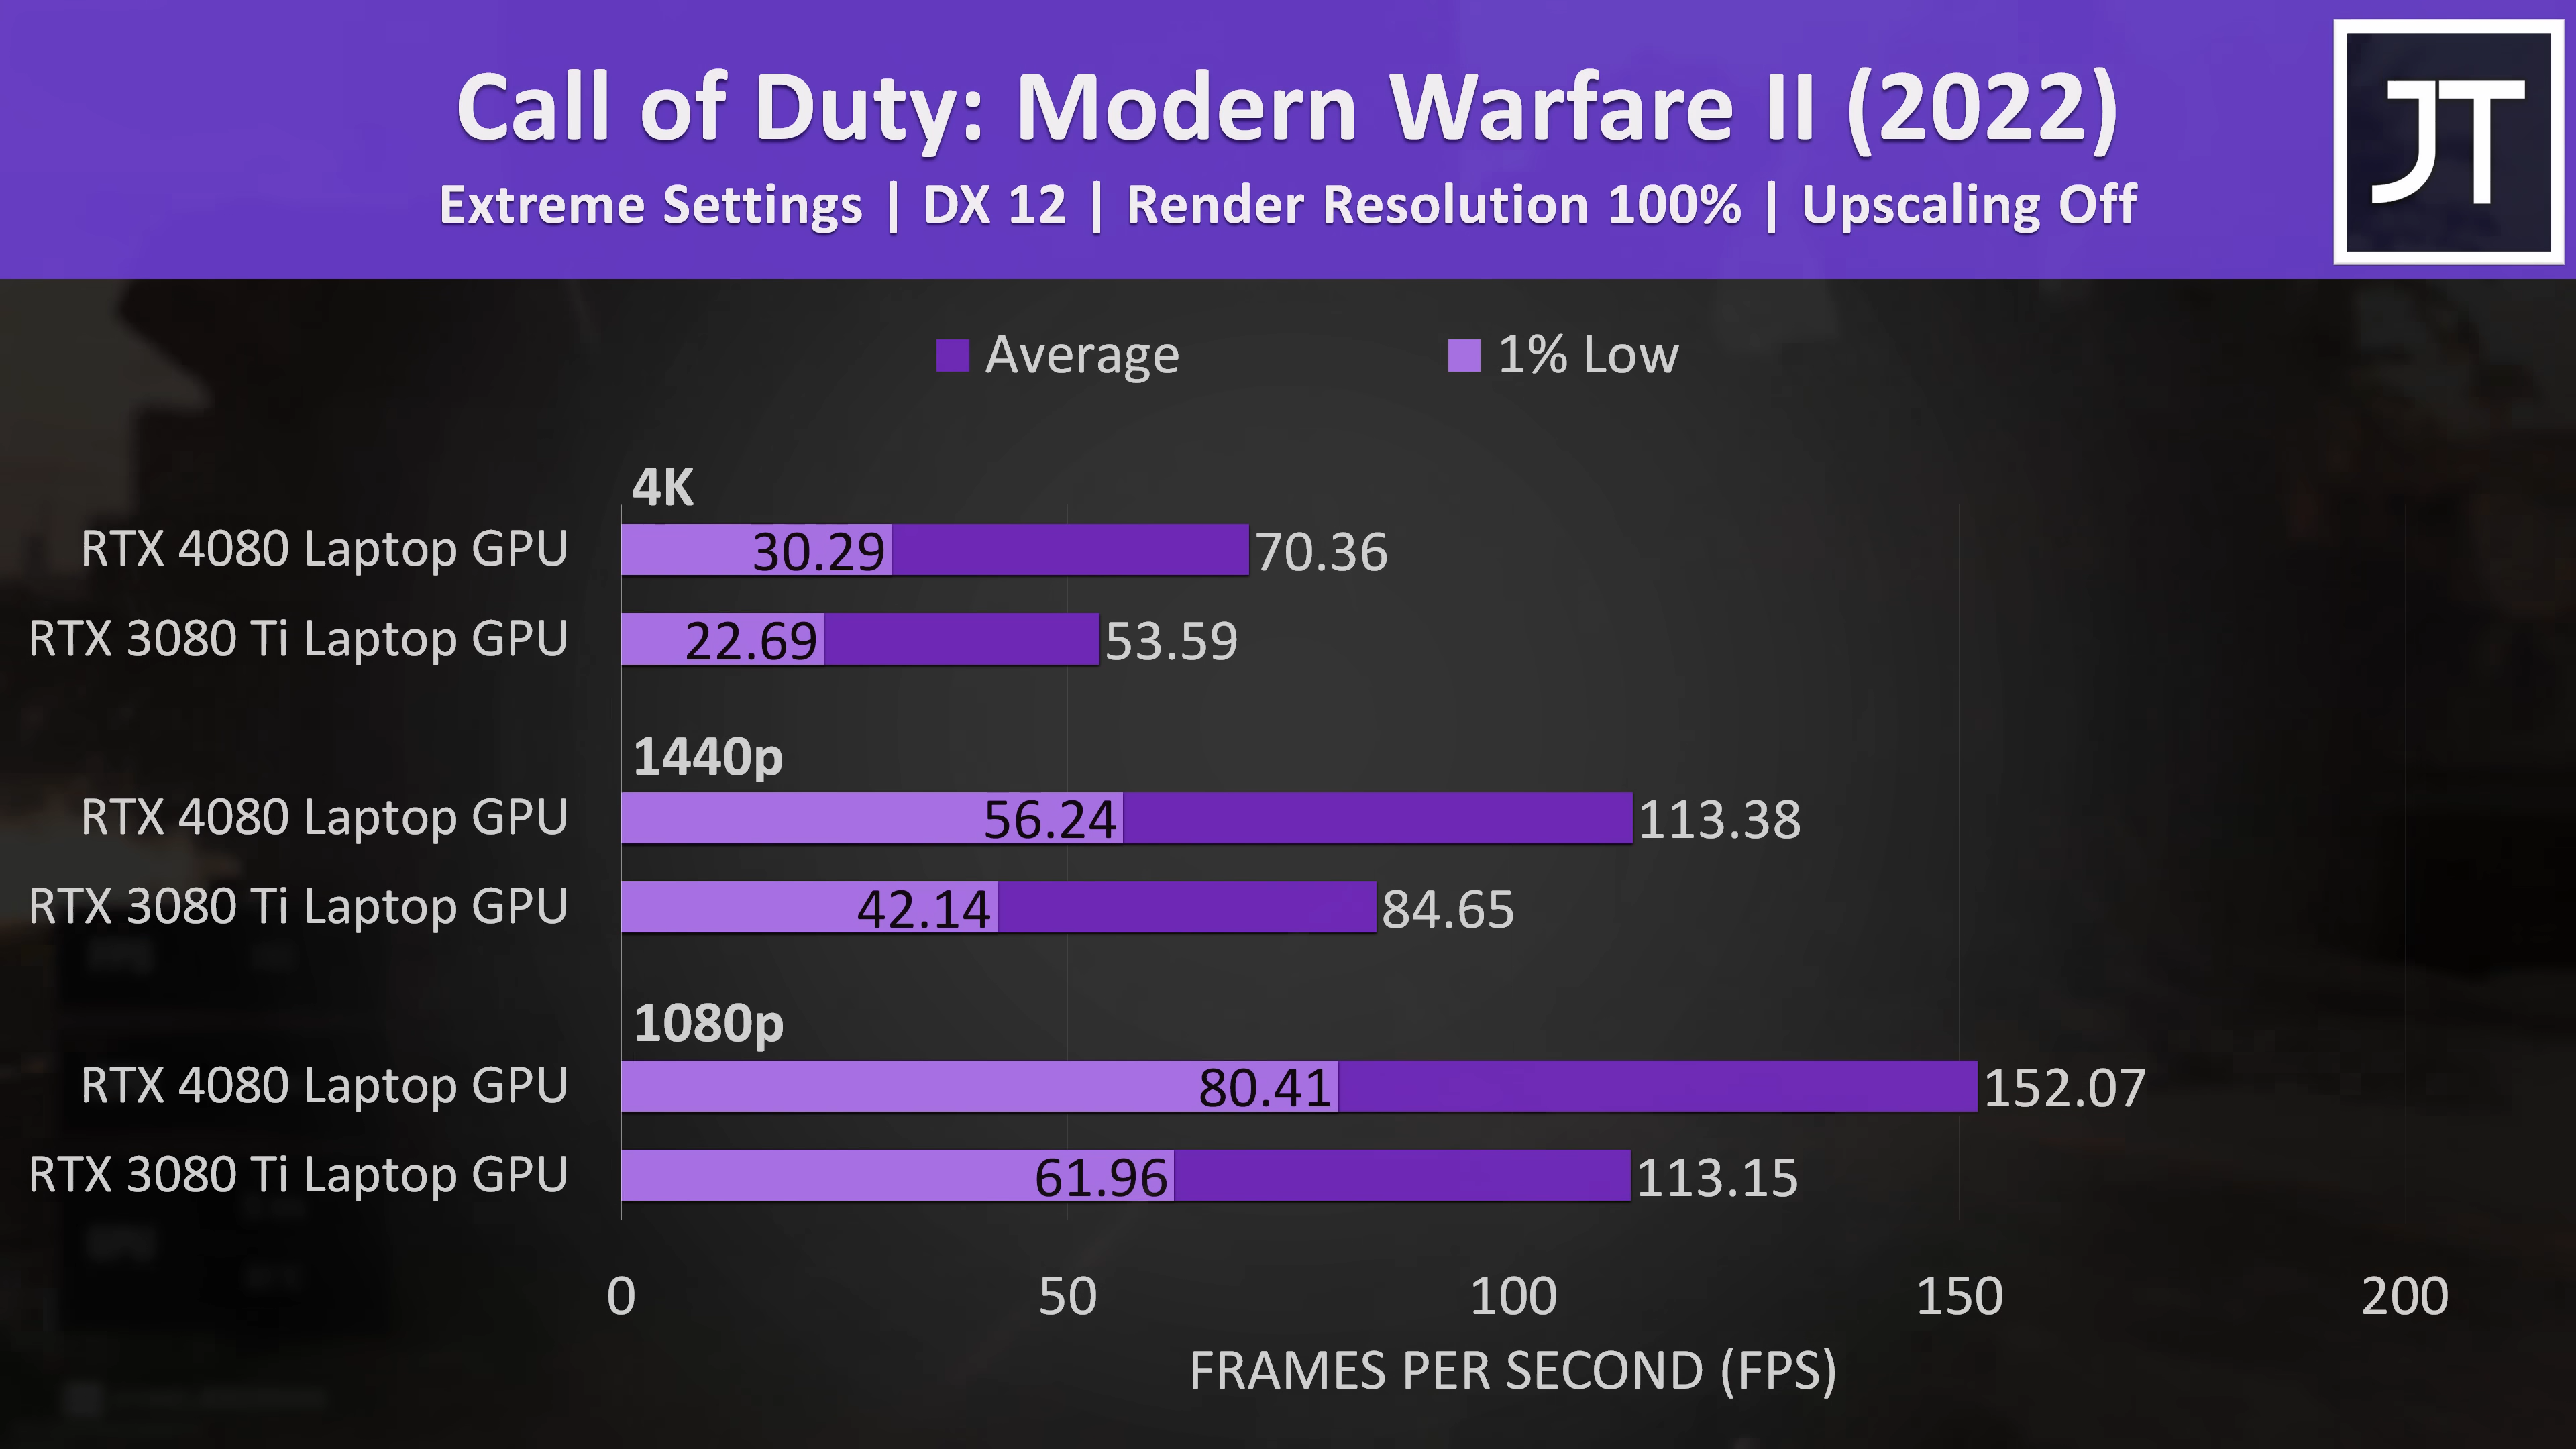 Call of Duty: Modern Warfare II (2022)
Extreme Settings | DX 12 | Render Resolution 100% | Upscaling Off
JT
Average
1% Low
4K
RTX 4080 Laptop GPU
30.29
70.36
RTX 3080 Ti Laptop GPU
22.69
53.59
1440p
RTX 4080 Laptop GPU
56.24
113.38
RTX 3080 Ti Laptop GPU
42.14
84.65
1080p
RTX 4080 Laptop GPU
80.41
152.07
RTX 3080 Ti Laptop GPU
61.96
113.15
0
50
100
150
200
FRAMES PER SECOND (FPS)